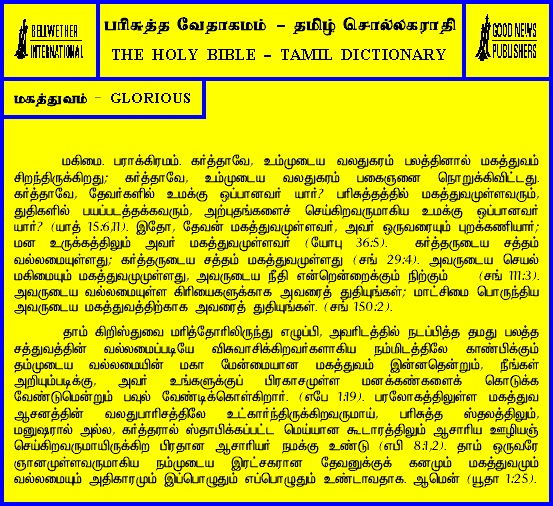 BELLWETHER
INTERNATIONAL
பரிசுத்த வேதாகமம் - தமிழ் சொல்லகராதி
THE HOLY BIBLE - TAMIL DICTIONARY
GOOD NEWS
PUBLISHERS
மகத்துவம் - GLORIOUS
மகிமை. பராக்கிரமம். கர்த்தாவே, உம்முடைய வலதுகரம் பலத்தினால் மகத்துவம்
சிறந்திருக்கிறது; கர்த்தாவே, உம்முடைய வலதுகரம் பகைஞனை நொறுக்கிவிட்டது.
கர்த்தாவே, தேவர்களில் உமக்கு ஒப்பானவர் யார்? பரிசுத்தத்தில் மகத்துவமுள்ளவரும்,
துதிகளில் பயப்படத்தக்கவரும், அற்புதங்களைச் செய்கிறவருமாகிய உமக்கு ஒப்பானவர்
யார்? (யாத் 15:6,11). இதோ, தேவன் மகத்துவமுள்ளவர், அவர் ஒருவரையும் புறக்கணியார்;
மன உருக்கத்திலும் அவர் மகத்துவமுள்ளவர் (யோபு 36:5). கர்த்தருடைய சத்தம்
வல்லமையுள்ளது; கர்த்தருடைய சத்தம் மகத்துவமுள்ளது (சங் 29:4). அவருடைய செயல்
மகிமையும் மகத்துவமுமுள்ளது, அவருடைய நீதி என்றென்றைக்கும் நிற்கும் (சங் 111:3).
அவருடைய வல்லமையுள்ள கிரியைகளுக்காக அவரைத் துதியுங்கள்; மாட்சிமை பொருந்திய
அவருடைய மகத்துவத்திற்காக அவரைத் துதியுங்கள். (சங் 150:2).
தாம் கிறிஸ்துவை மரித்தோரிலிருந்து எழுப்பி, அவரிடத்தில் நடப்பித்த தமது பலத்த
சத்துவத்தின் வல்லமைப்படியே விசுவாசிக்கிறவர்களாகிய நம்மிடத்திலே காண்பிக்கும்
தம்முடைய வல்லமையின் மகா மேன்மையான மகத்துவம் இன்னதென்றும், நீங்கள்
அறியும்படிக்கு, அவர் உங்களுக்குப் பிரகாசமுள்ள மனக்கண்களைக் கொடுக்க
வேண்டுமென்றும் பவுல் வேண்டிக்கொள்கிறார். (எபே 1:19). பரலோகத்திலுள்ள மகத்துவ
ஆசனத்தின் வலதுபாரிசத்திலே உட்கார்ந்திருக்கிறவருமாய், பரிசுத்த ஸ்தலத்திலும்,
மனுஷரால் அல்ல, கர்த்தரால் ஸ்தாபிக்கப்பட்ட மெய்யான கூடாரத்திலும் ஆசாரிய ஊழியஞ்
செய்கிறவருமாயிருக்கிற பிரதான ஆசாரியர் நமக்கு உண்டு (எபி 8:1,2). தாம் ஒருவரே
ஞானமுள்ளவருமாகிய நம்முடைய இரட்சகரான தேவனுக்குக் கனமும் மகத்துவமும்
வல்லமையும் அதிகாரமும் இப்பொழுதும் எப்பொழுதும் உண்டாவதாக. ஆமென் (யூதா 1:25).